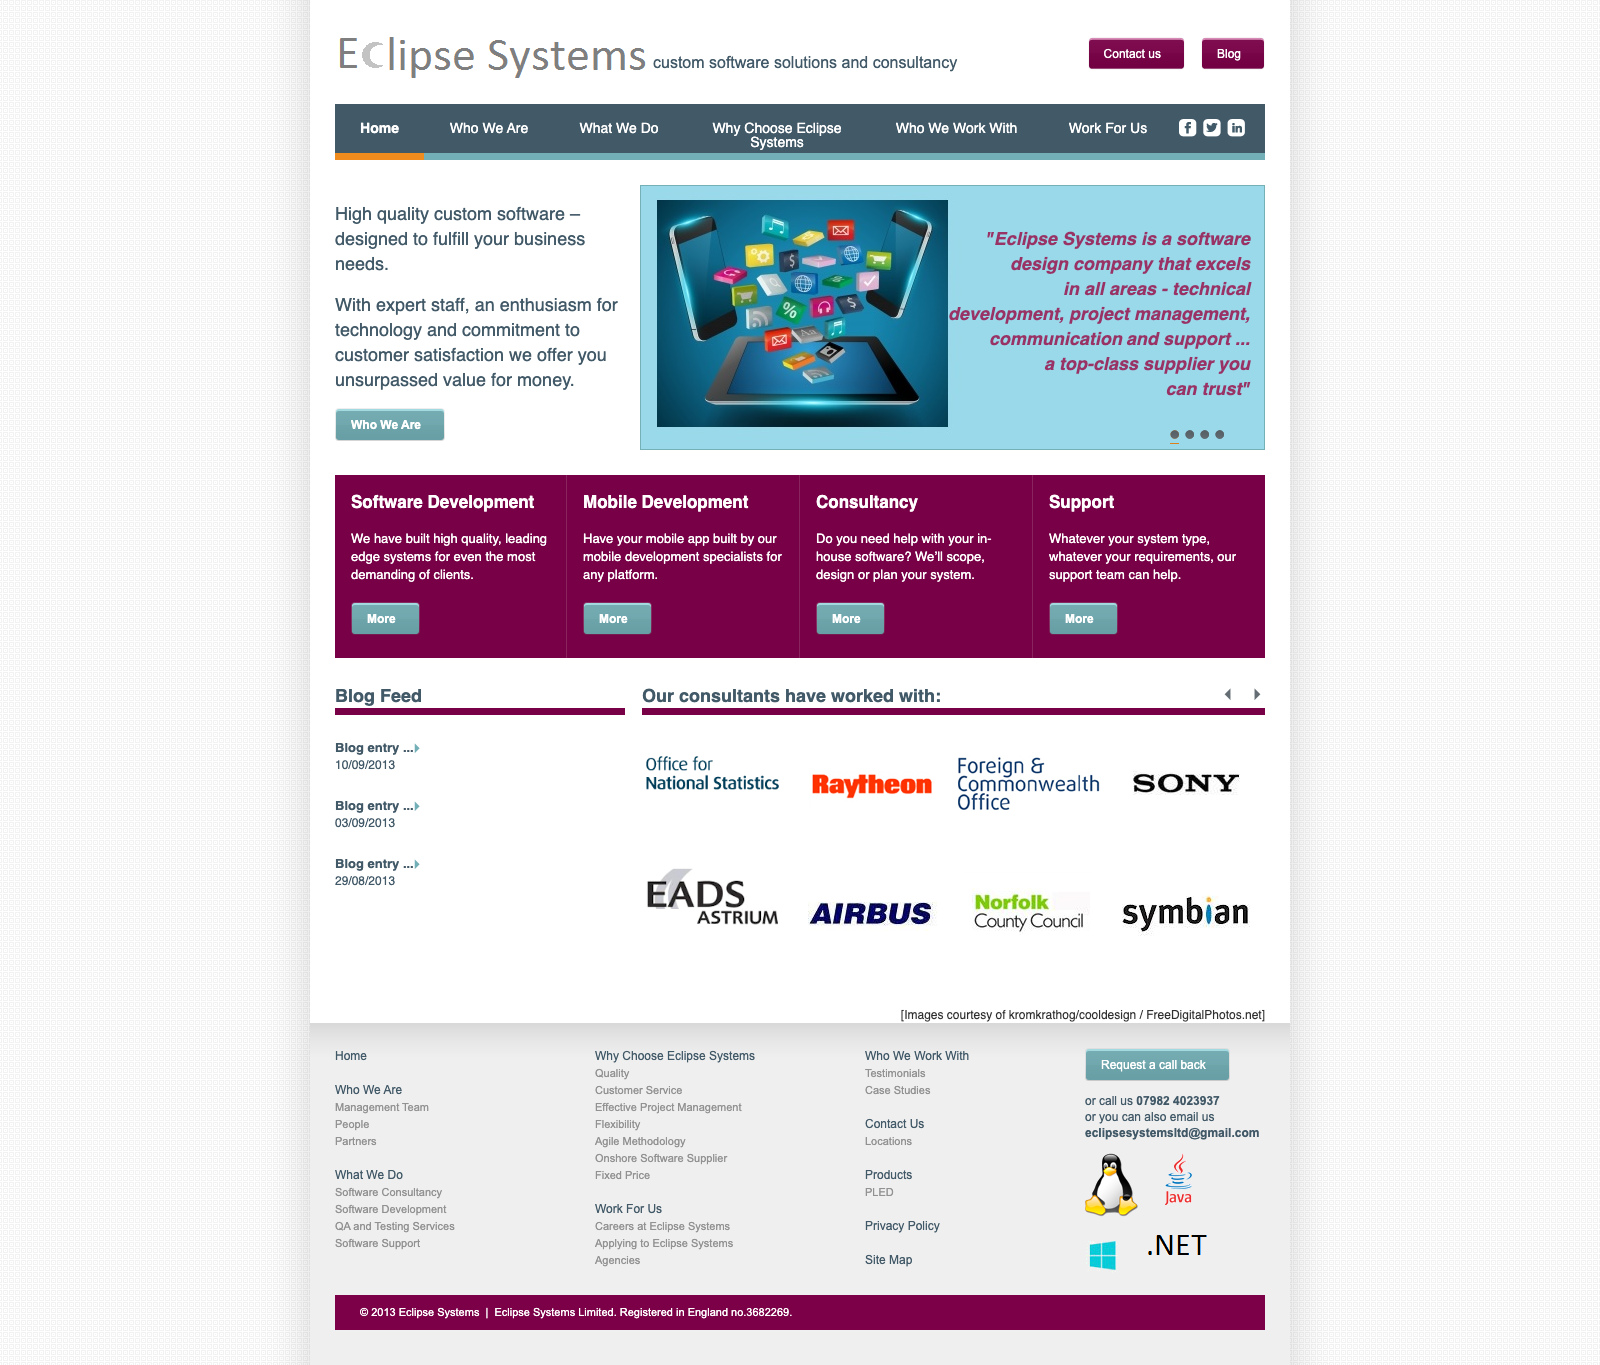 Eclipse Systems custom software solutions and consultancy
Contact us
Blog
Home
Who We Are
What We Do
Why Choose Eclipse
Systems
Who We Work With
Work For Us
High quality custom software –
designed to fulfill your business
needs.
With expert staff, an enthusiasm for
technology and commitment to
customer satisfaction we offer you
unsurpassed value for money.
Who We Are
"Eclipse Systems is a software
design company that excels
in all areas - technical
development, project management,
communication and support ...
a top-class supplier you
can trust"
Software Development
We have built high quality, leading
edge systems for even the most
demanding of clients.
More
Mobile Development
Have your mobile app built by our
mobile development specialists for
any platform.
More
Consultancy
Do you need help with your in-
house software? We'll scope,
design or plan your system.
More
Support
Whatever your system type,
whatever your requirements, our
support team can help.
More
Blog Feed
Blog entry ...
10/09/2013
Blog entry ...
03/09/2013
Blog entry ...
29/08/2013
Our consultants have worked with:
Office for
National Statistics
Raytheon
Foreign &
Commonwealth
Office
SONY
EADS
ASTRIUM
AIRBUS
Norfolk
County Council
symbian
[Images courtesy of kromkrathog/cooldesign / FreeDigitalPhotos.net]
Home
Who We Are
Management Team
People
Partners
What We Do
Software Consultancy
Software Development
QA and Testing Services
Software Support
Why Choose Eclipse Systems
Quality
Customer Service
Effective Project Management
Flexibility
Agile Methodology
Onshore Software Supplier
Fixed Price
Work For Us
Careers at Eclipse Systems
Applying to Eclipse Systems
Agencies
Who We Work With
Testimonials
Case Studies
Contact Us
Locations
Products
PLED
Privacy Policy
Site Map
Request a call back
or call us 07982 4023937
or you can also email us
eclipsesystemsltd@gmail.com
Java
.NET
© 2013 Eclipse Systems | Eclipse Systems Limited. Registered in England no.3682269.